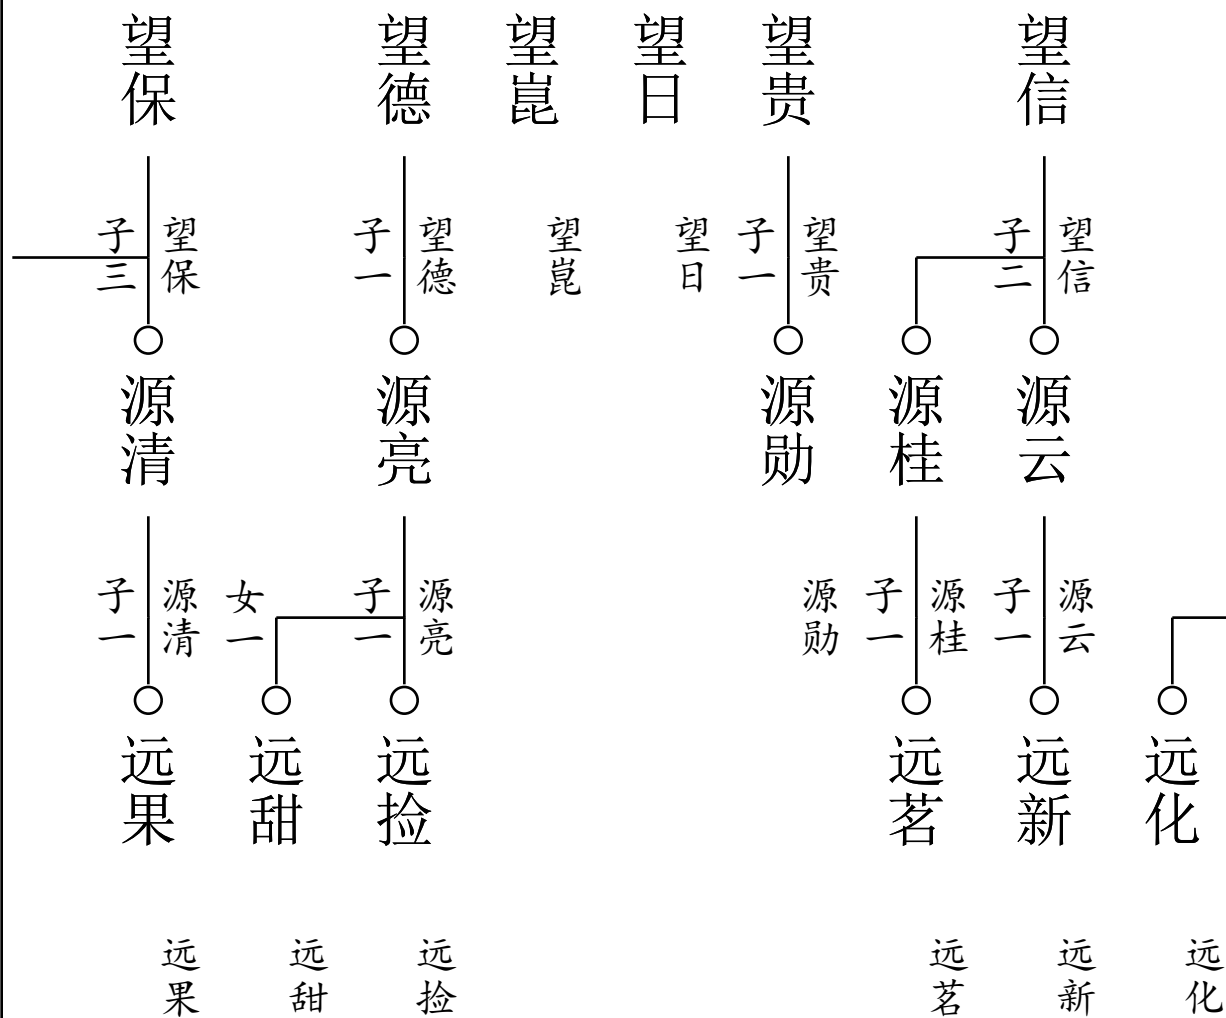 望信
望贵
望日
望崑
望德
望保
望信
子二
望贵
子一
望日
望崑
望德
子一
望保
子三
源云
源桂
源勋
源亮
源清
源云
子一
源桂
子一
源勋
源亮
子一
女一
源清
子一
远化
远新
远茗
远捡
远甜
远果
远化
远新
远茗
远捡
远甜
远果